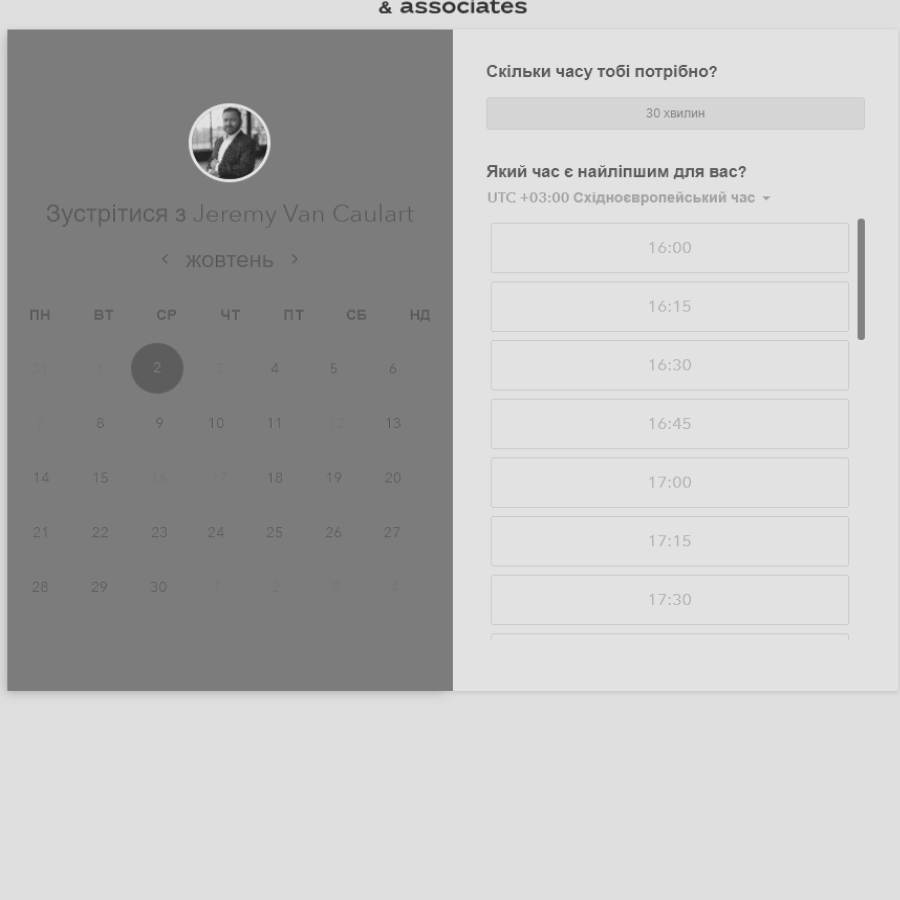 & associates
Зустрітися з Jeremy Van Caulart
жовтень
ПН ВТ СР ЧТ ПТ СБ НД
31 1 2 3 4 5 6
7 8 9 10 11 12 13
14 15 16 17 18 19 20
21 22 23 24 25 26 27
28 29 30 1 2 3 4
Скільки часу тобі потрібно?
30 хвилин
Який час є найліпшим для вас?
UTC +03:00 Східноєвропейський час
16:00
16:15
16:30
16:45
17:00
17:15
17:30